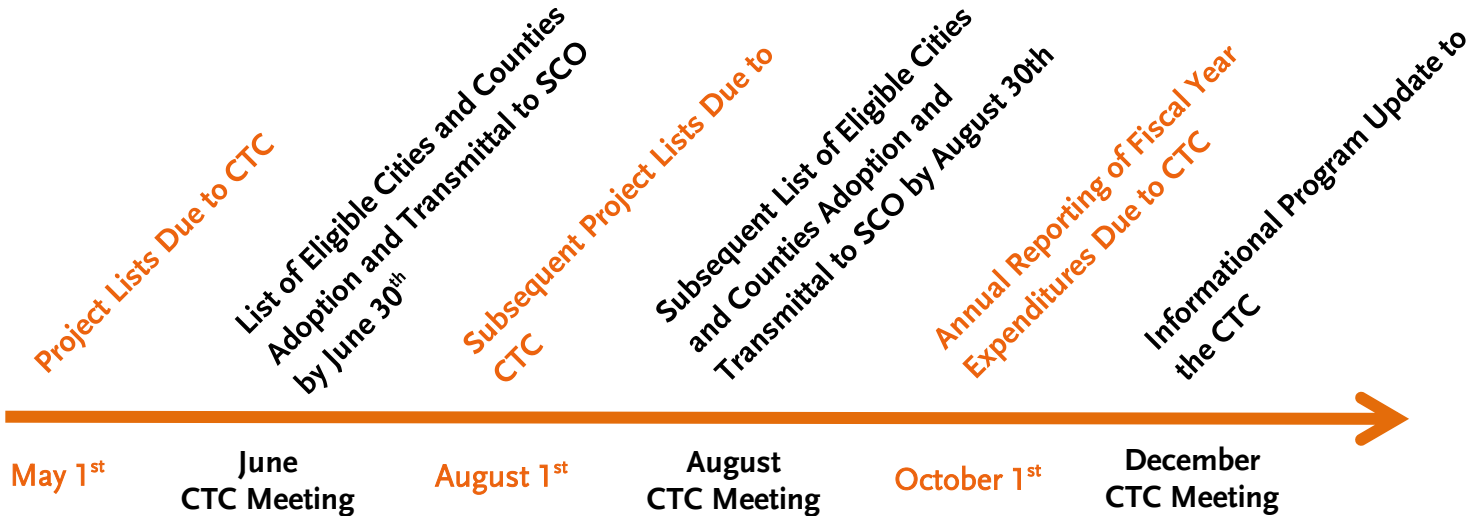 Project Lists Due to CTC
List of Eligible Cities and Counties
Adoption and Transmittal to SCO
by June 30th
Subsequent Project Lists Due to
CTC
Subsequent List of Eligible Cities
and Counties Adoption and
Transmittal to SCO by August 30th
Annual Reporting of Fiscal Year
Expenditures Due to CTC
Informational Program Update to
the CTC
May 1st
June
CTC Meeting
August 1st
August
CTC Meeting
October 1st
December
CTC Meeting